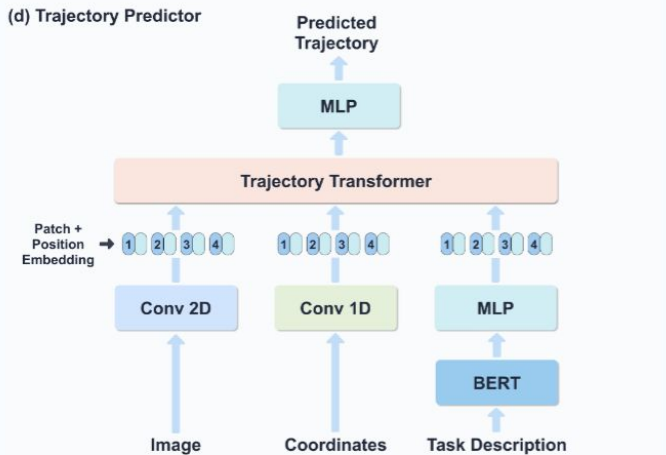 (d) Trajectory Predictor
Predicted
Trajectory
MLP
Trajectory Transformer
Patch +
Position
Embedding
1 2 3 4
1 2 3 4
1 2 3 4
Conv 2D
Conv 1D
MLP
BERT
Image
Coordinates
Task Description